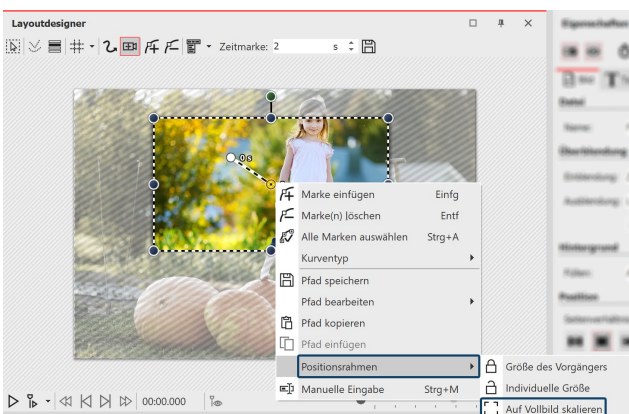 Layoutdesigner
Zeitmarke: 2 s
0 s
Marke einfügen Einfg
Marke(n) löschen Entf
Alle Marken auswählen Strg+A
Kurventyp
Pfad speichern
Pfad bearbeiten
Pfad kopieren
Pfad einfügen
Positionsrahmen
Manuelle Eingabe Strg+M
Größe des Vorgängers
Individuelle Größe
Auf Vollbild skalieren
00:00.000
Eigenschaften
Bild
Datei
Name:
Überblendung
Einblendung:
Ausblendung:
Hintergrund
Füllen:
Position